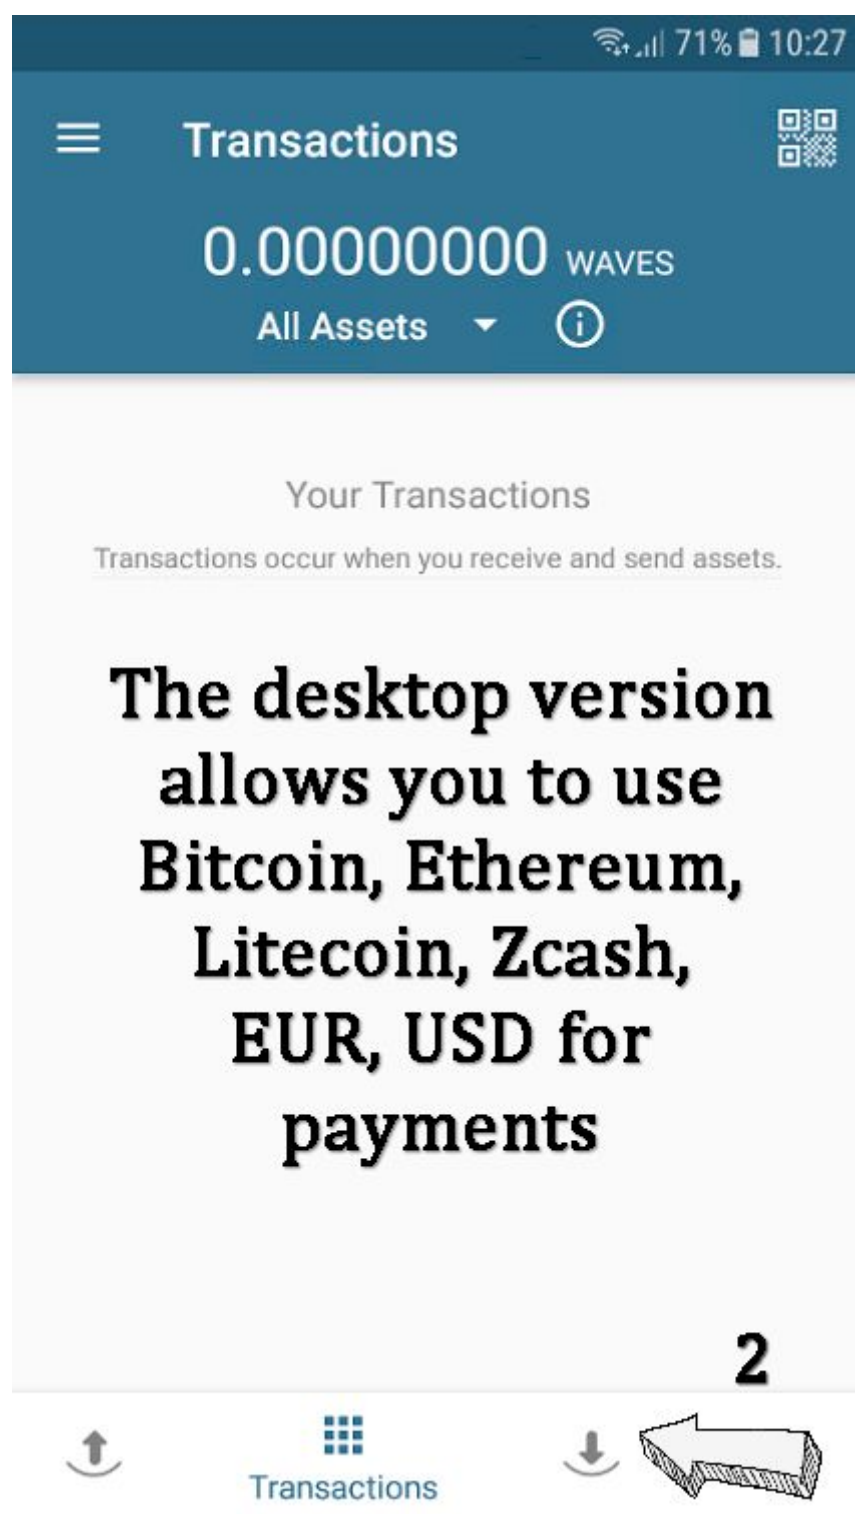 71% 10:27
Transactions
0.00000000 WAVES
All Assets
Your Transactions
Transactions occur when you receive and send assets.
The desktop version
allows you to use
Bitcoin, Ethereum,
Litecoin, Zcash,
EUR, USD for
payments
2
Transactions